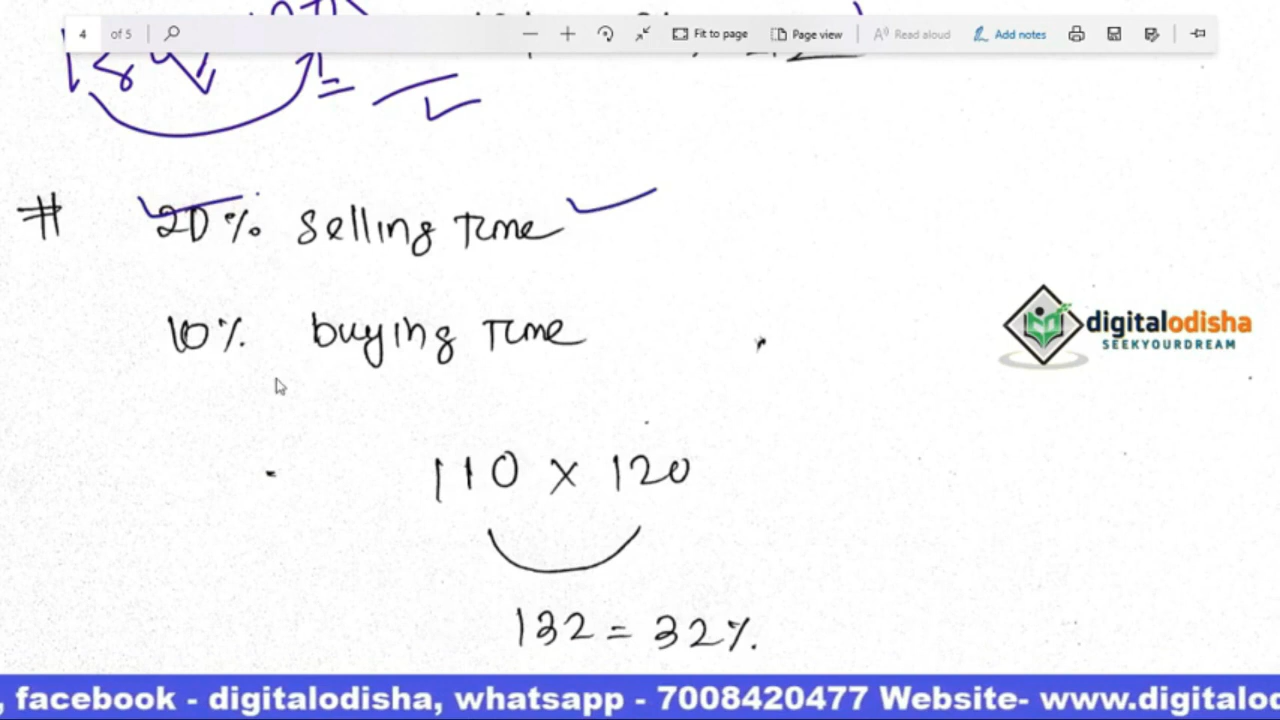 4 of 5 Fit to page Page view Read aloud Add notes
# 20% selling time
10% buying time
digitalodisha
SEEKYOURDREAM
110 x 120
132 = 32%.
, facebook - digitalodisha, whatsapp - 7008420477 Website- www.digitalo